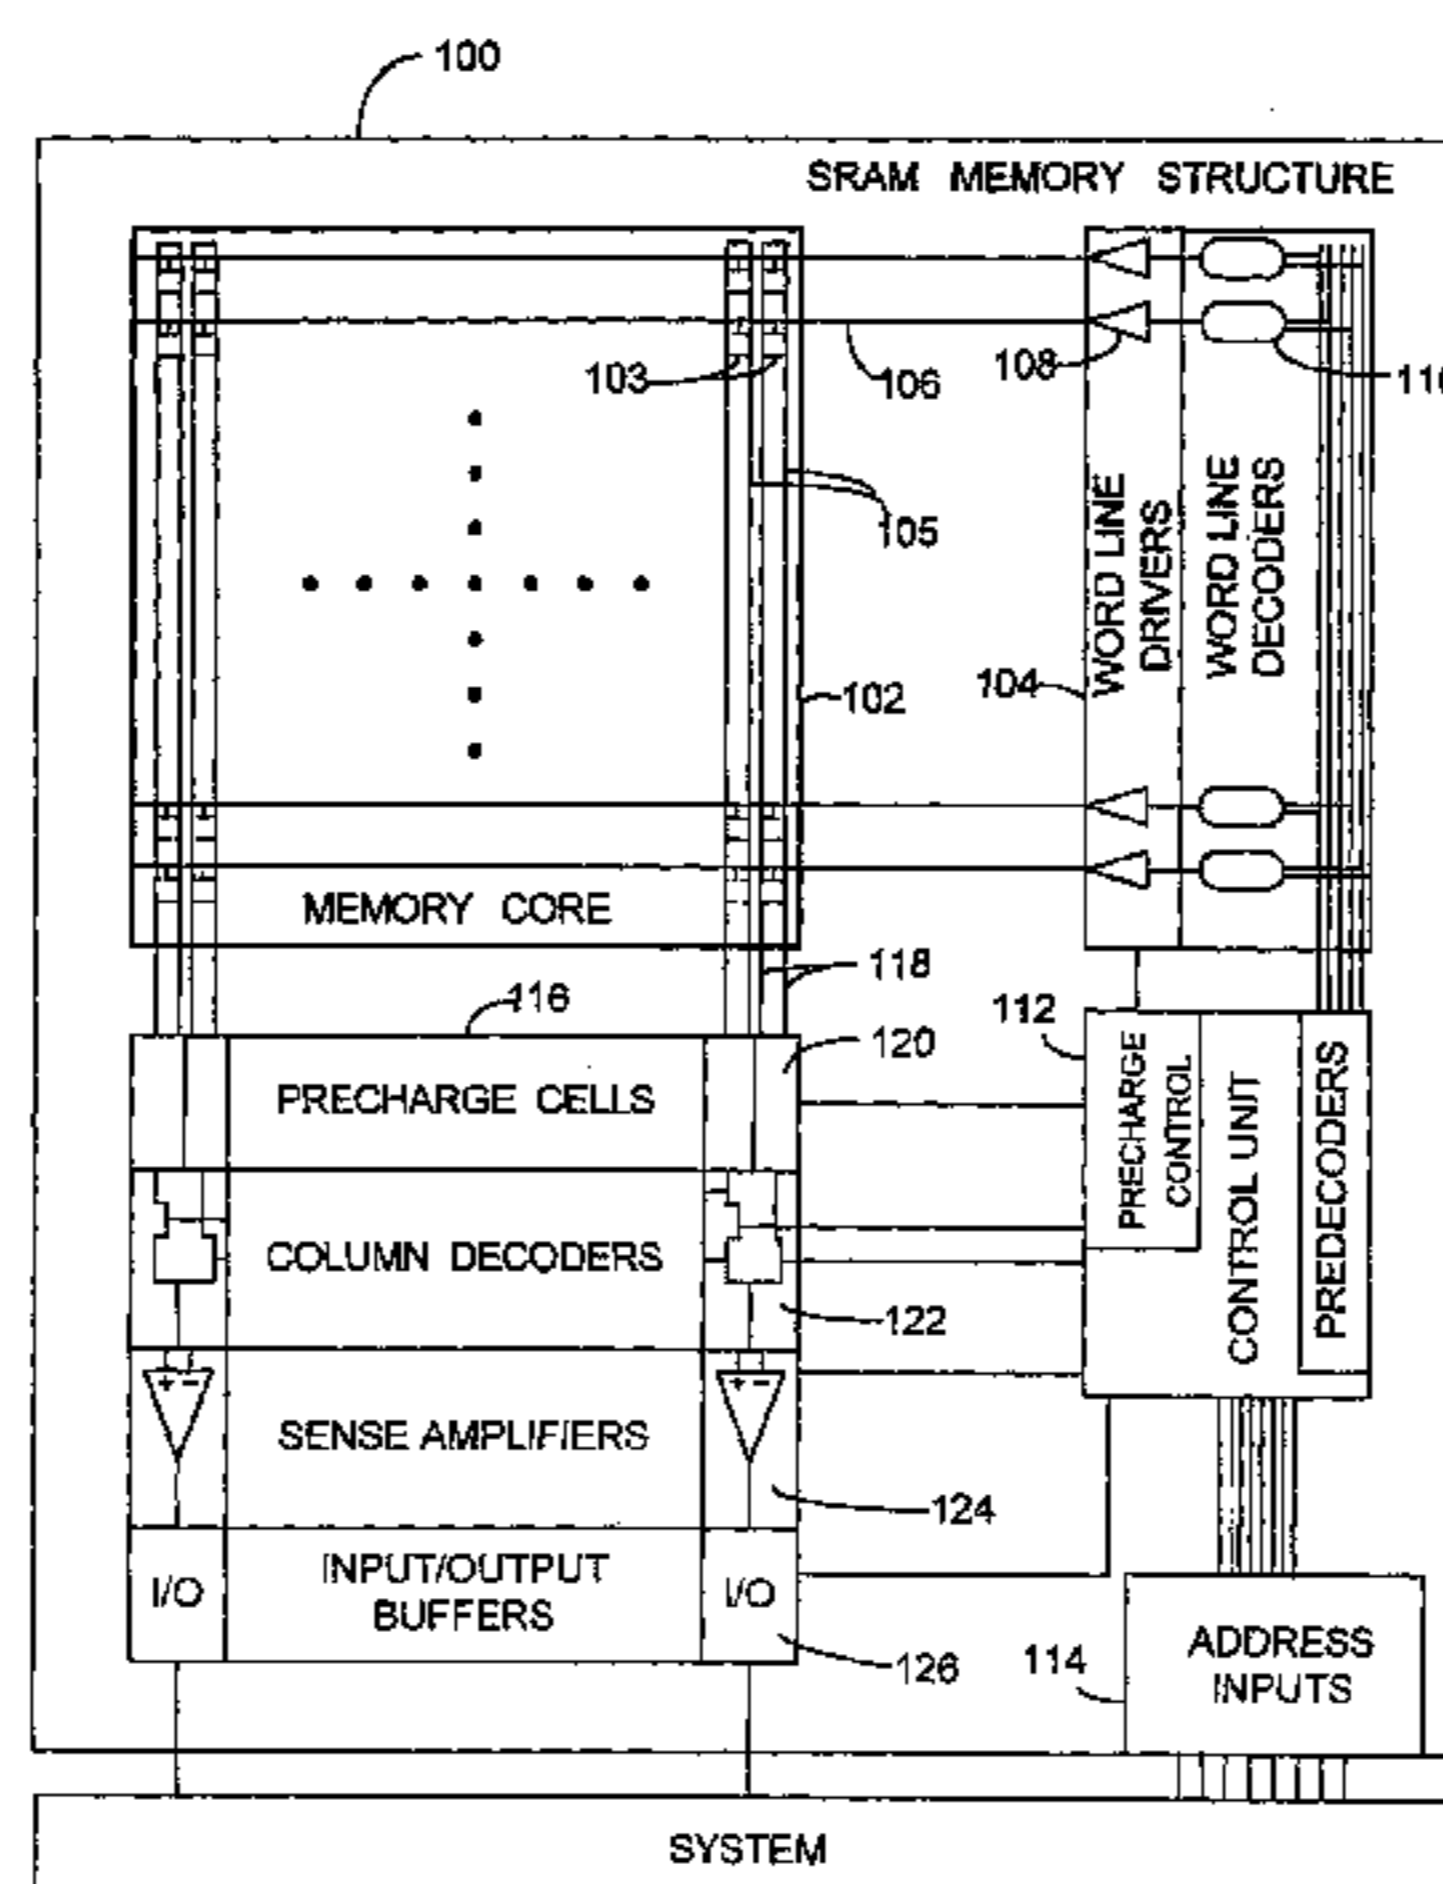 100
SRAM MEMORY STRUCTURE
103
106
108
105
WORD LINE
DRIVERS
WORD LINE
DECODERS
104
102
MEMORY CORE
118
116
112
120
PRECHARGE CELLS
PRECHARGE
CONTROL
CONTROL UNIT
PREDECODERS
COLUMN DECODERS
122
+ -
+ -
SENSE AMPLIFIERS
124
I/O
INPUT/OUTPUT
BUFFERS
I/O
126
114
ADDRESS
INPUTS
SYSTEM